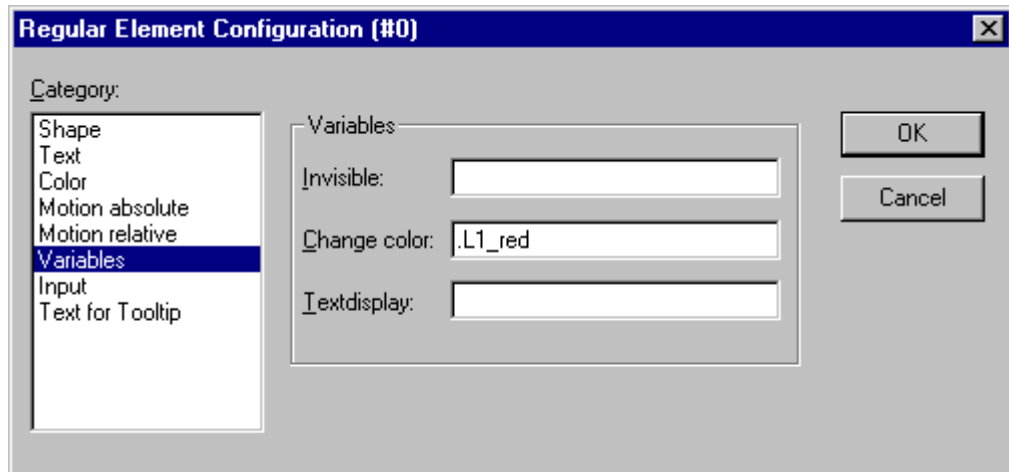 Regular Element Configuration (#0)
Category:
Shape
Text
Color
Motion absolute
Motion relative
Variables
Input
Text for Tooltip
Variables
Invisible:
Change color: .L1_red
Textdisplay:
OK
Cancel